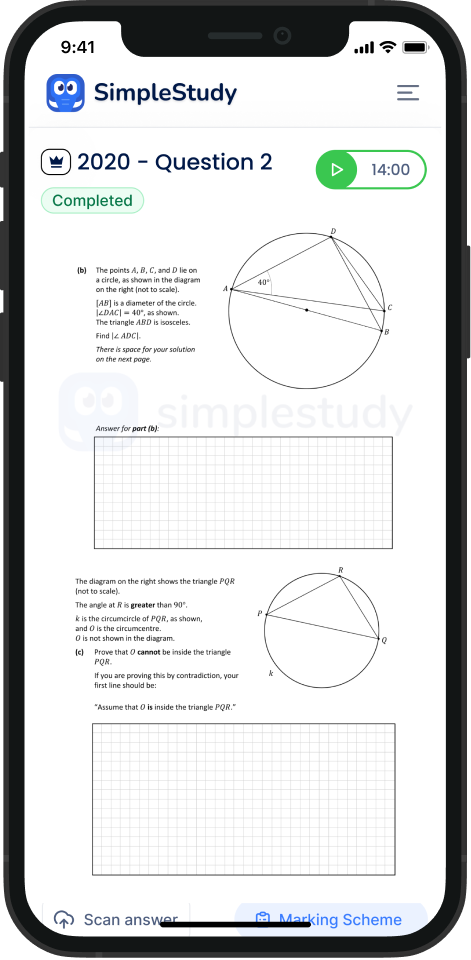 9:41
SimpleStudy
2020 - Question 2
14:00
Completed
(b) The points A, B, C, and D lie on
a circle, as shown in the diagram
on the right (not to scale).
[AB] is a diameter of the circle.
|∠DAC| = 40°, as shown.
The triangle ABD is isosceles.
Find |∠ ADC|.
There is space for your solution
on the next page.
D
A
40°
C
B
simplestudy
Answer for part (b):
The diagram on the right shows the triangle PQR
(not to scale).
The angle at R is greater than 90°.
k is the circumcircle of PQR, as shown,
and O is the circumcentre.
O is not shown in the diagram.
(c) Prove that O cannot be inside the triangle
PQR.
If you are proving this by contradiction, your
first line should be:
"Assume that O is inside the triangle PQR."
R
P
Q
k
Scan answer
Marking Scheme